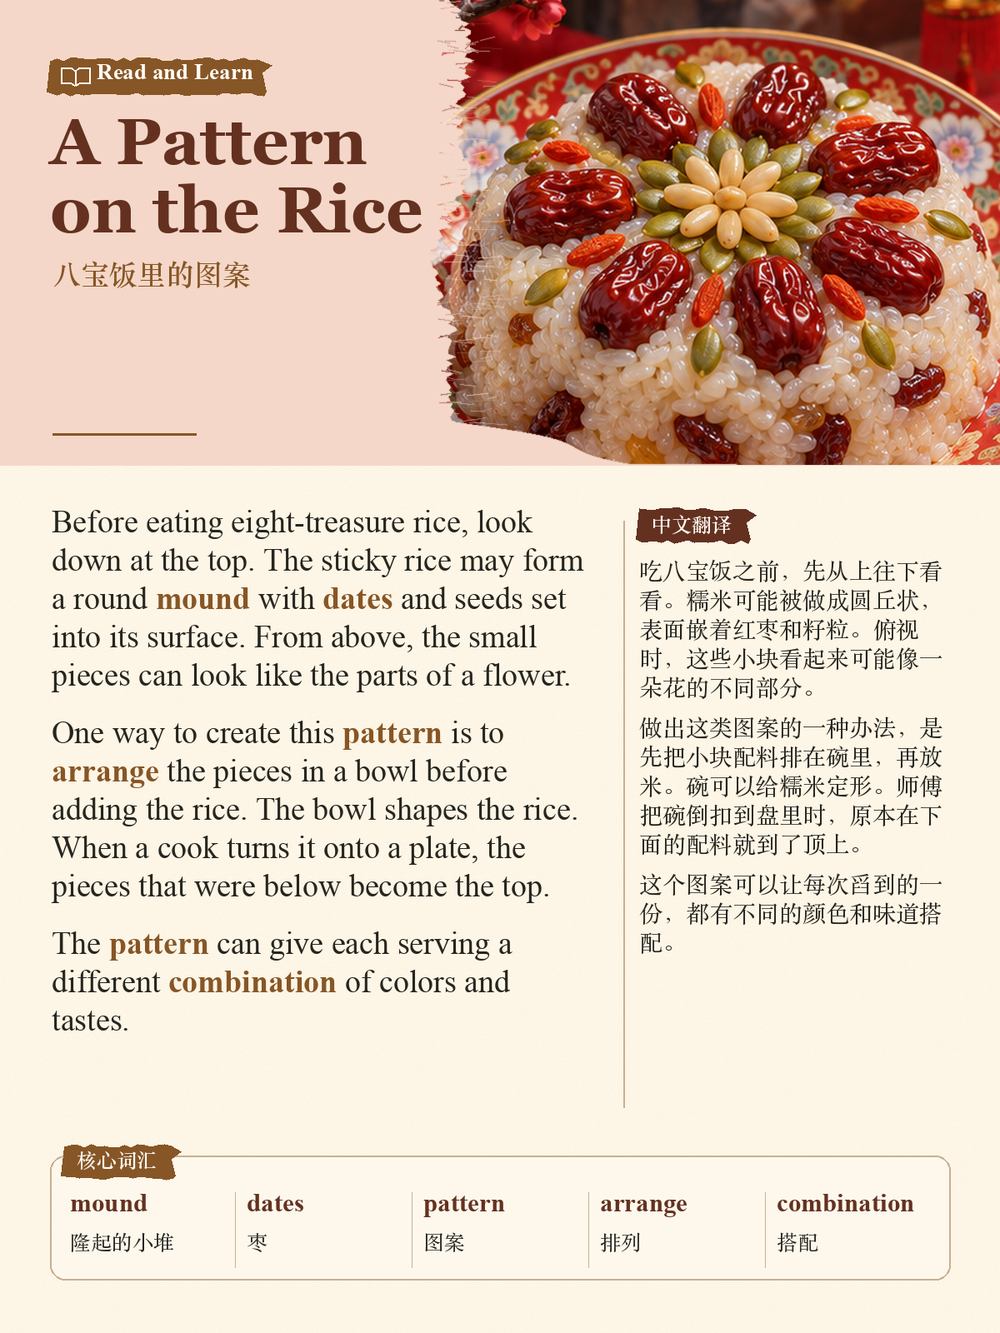 Read and Learn
A Pattern
on the Rice
八宝饭里的图案
Before eating eight-treasure rice, look
down at the top. The sticky rice may form
a round mound with dates and seeds set
into its surface. From above, the small
pieces can look like the parts of a flower.
One way to create this pattern is to
arrange the pieces in a bowl before
adding the rice. The bowl shapes the rice.
When a cook turns it onto a plate, the
pieces that were below become the top.
The pattern can give each serving a
different combination of colors and
tastes.
中文翻译
吃八宝饭之前，先从上往下看
看。糯米可能被做成圆丘状，
表面嵌着红枣和籽粒。俯视
时，这些小块看起来可能像一
朵花的不同部分。
做出这类图案的一种办法，是
先把小块配料排在碗里，再放
米。碗可以给糯米定形。师傅
把碗倒扣到盘里时，原本在下
面的配料就到了顶上。
这个图案可以让每次舀到的一
份，都有不同的颜色和味道搭
配。
核心词汇
mound
隆起的小堆
dates
枣
pattern
图案
arrange
排列
combination
搭配